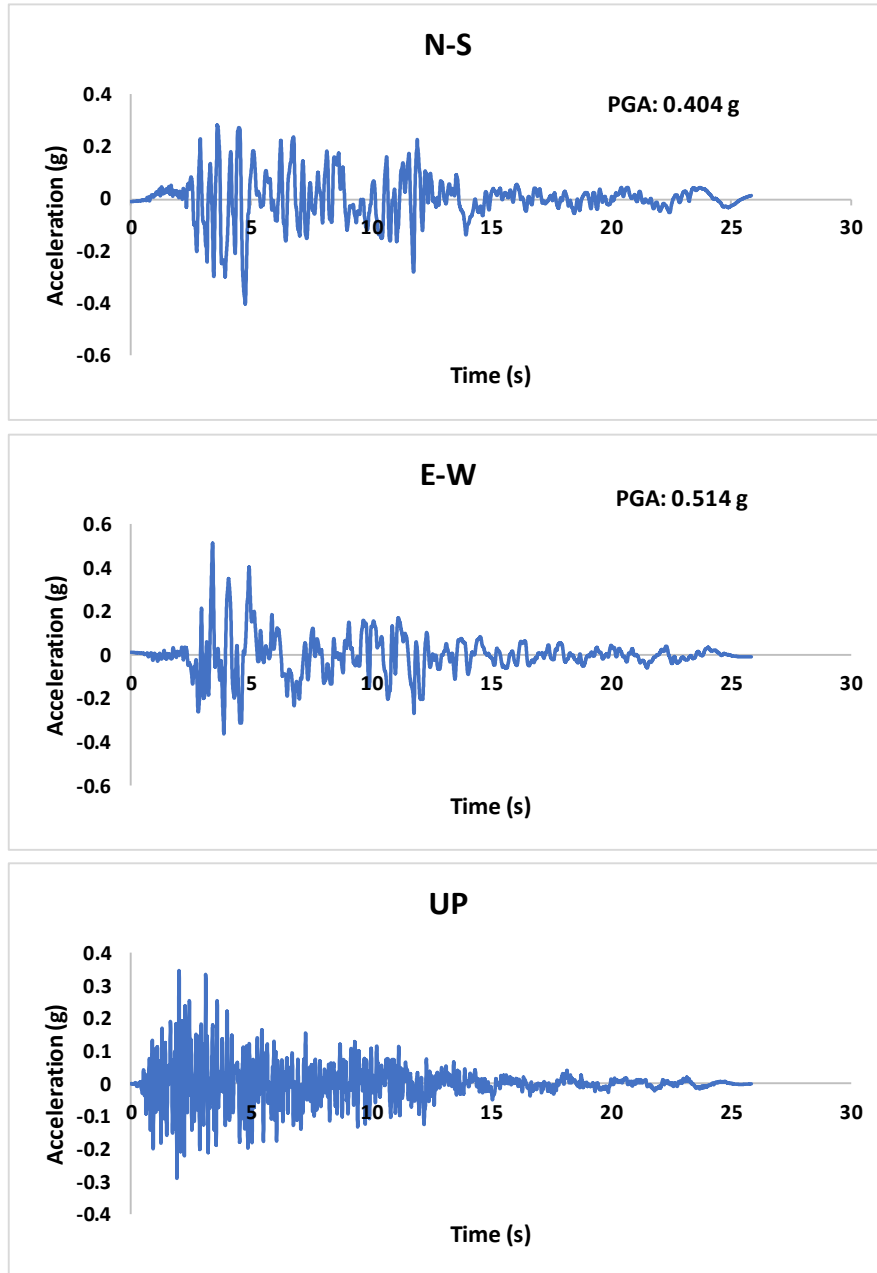 N-S
PGA: 0.404 g
0.4
0.2
0
-0.2
-0.4
-0.6
Acceleration (g)
0 5 10 15 20 25 30
Time (s)
E-W
PGA: 0.514 g
0.6
0.4
0.2
0
-0.2
-0.4
-0.6
Acceleration (g)
0 5 10 15 20 25 30
Time (s)
UP
0.4
0.3
0.2
0.1
0
-0.1
-0.2
-0.3
-0.4
Acceleration (g)
0 5 10 15 20 25 30
Time (s)